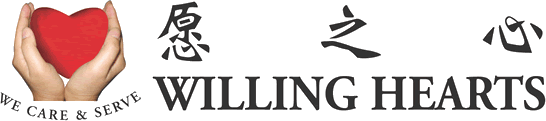 愿之心
WILLING HEARTS
WE CARE & SERVE